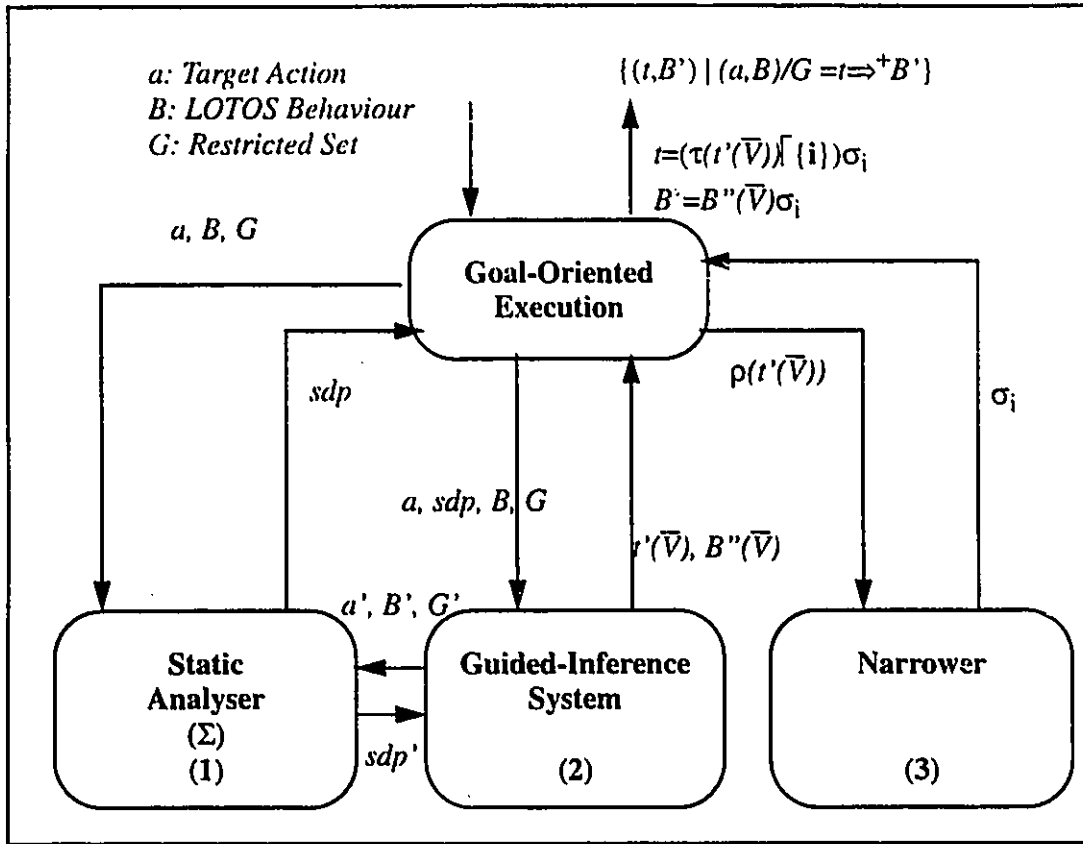 a: Target Action
B: LOTOS Behaviour
G: Restricted Set
{(t,B’) | (a,B)/G =t⇒⁺B’}
t=(τ(t’(V̅))⌈{i})σᵢ
B’=B”(V̅)σᵢ
a, B, G
Goal-Oriented
Execution
sdp
ρ(t’(V̅))
σᵢ
a, sdp, B, G
t’(V̅), B”(V̅)
a’, B’, G’
Static
Analyser
(Σ)
(1)
sdp’
Guided-Inference
System
(2)
Narrower
(3)